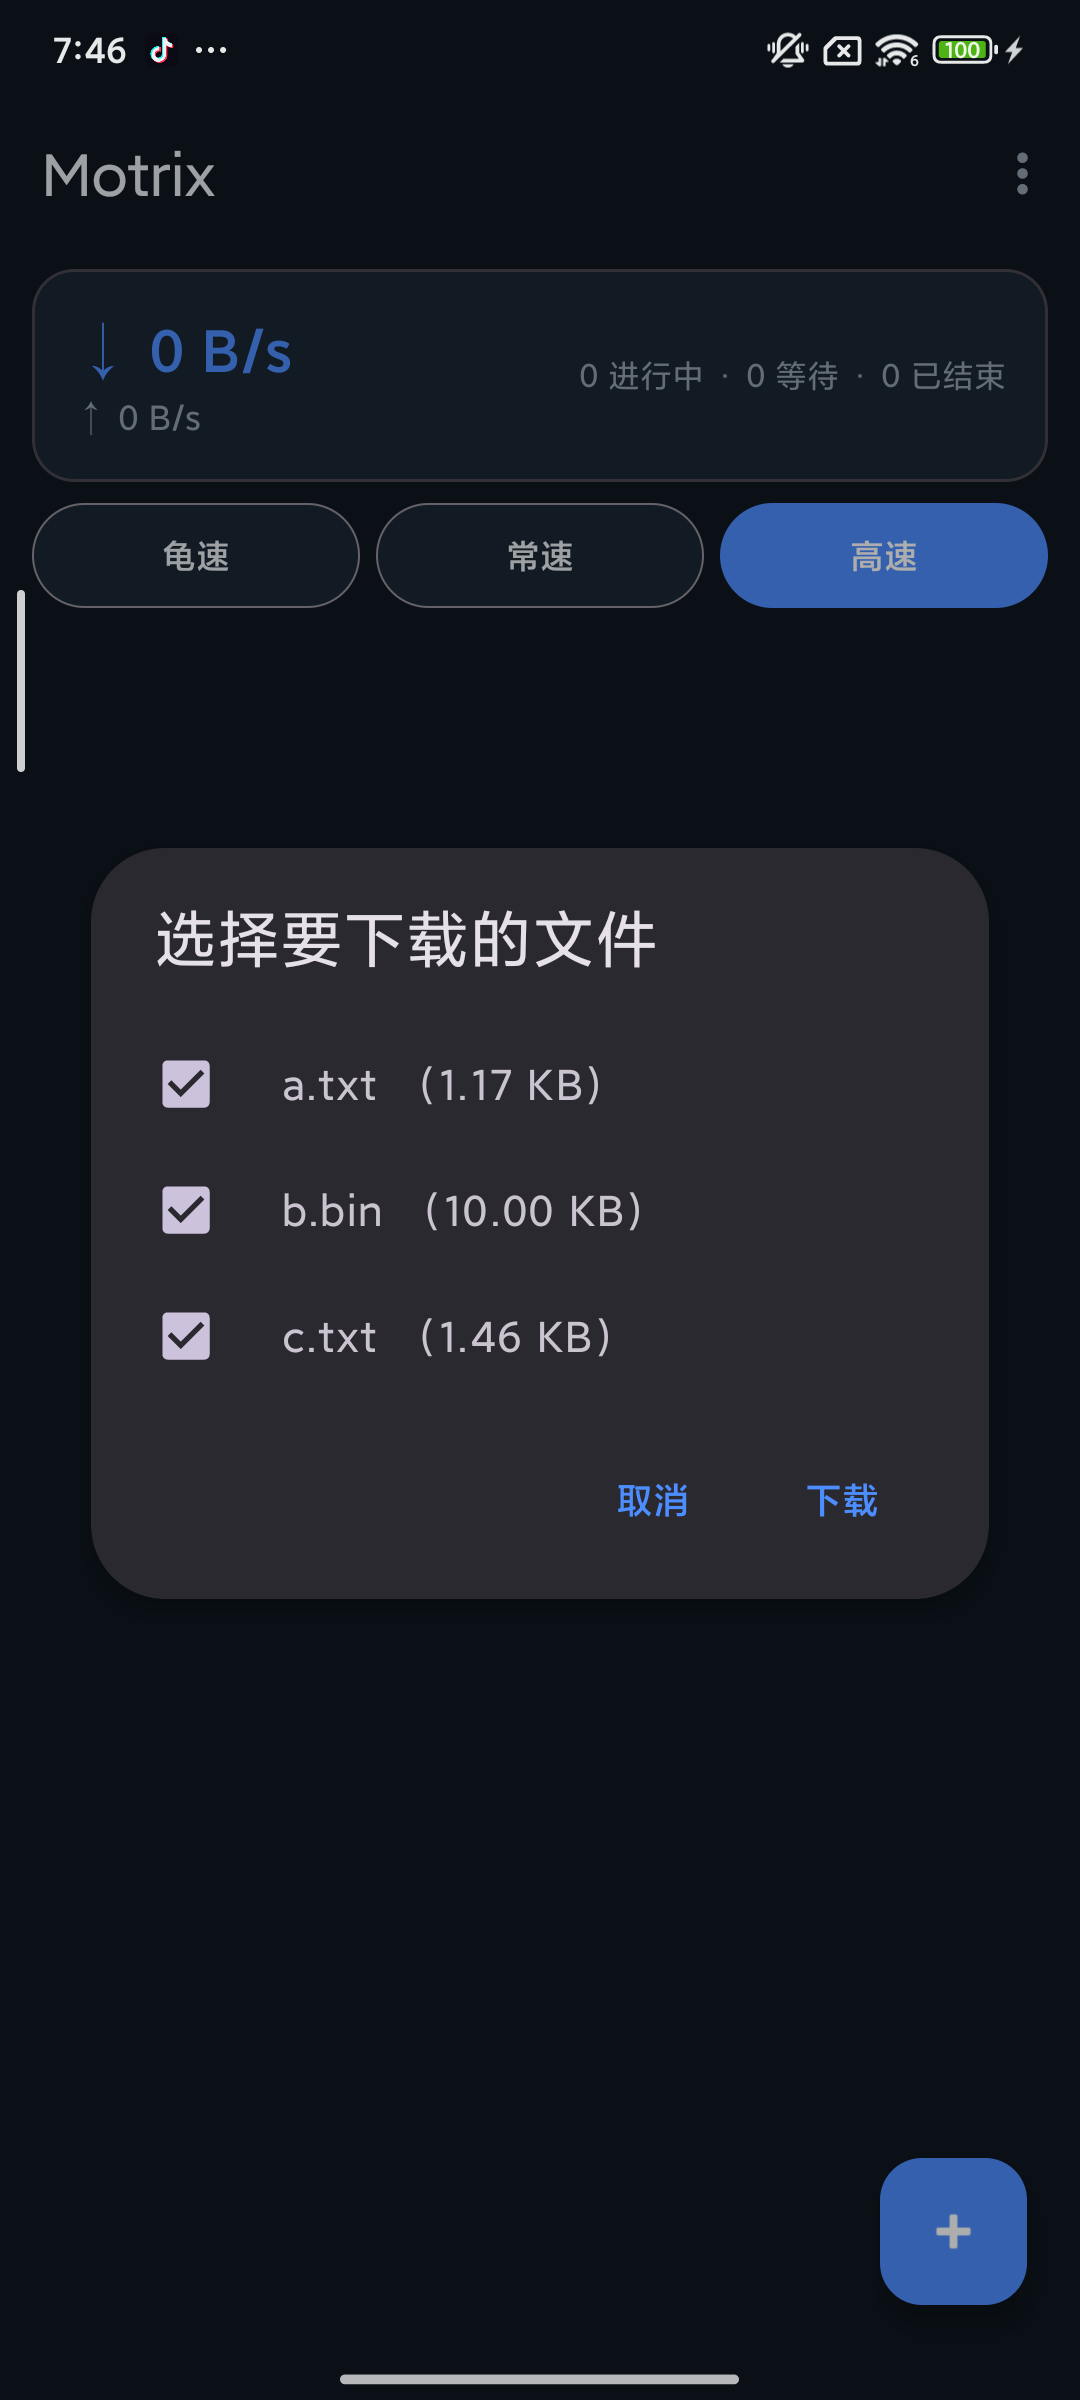 7:46
6
100
Motrix
↓ 0 B/s
↑ 0 B/s
0 进行中 · 0 等待 · 0 已结束
龟速
常速
高速
选择要下载的文件
a.txt （1.17 KB）
b.bin （10.00 KB）
c.txt （1.46 KB）
取消
下载
+